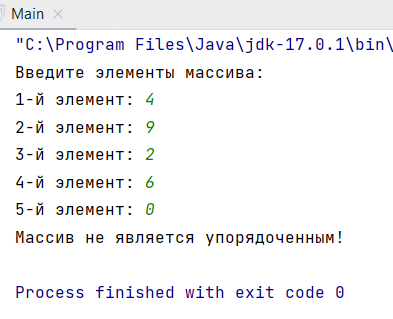 Main
"C:\Program Files\Java\jdk-17.0.1\bin\
Введите элементы массива:
1-й элемент: 4
2-й элемент: 9
3-й элемент: 2
4-й элемент: 6
5-й элемент: 0
Массив не является упорядоченным!
Process finished with exit code 0